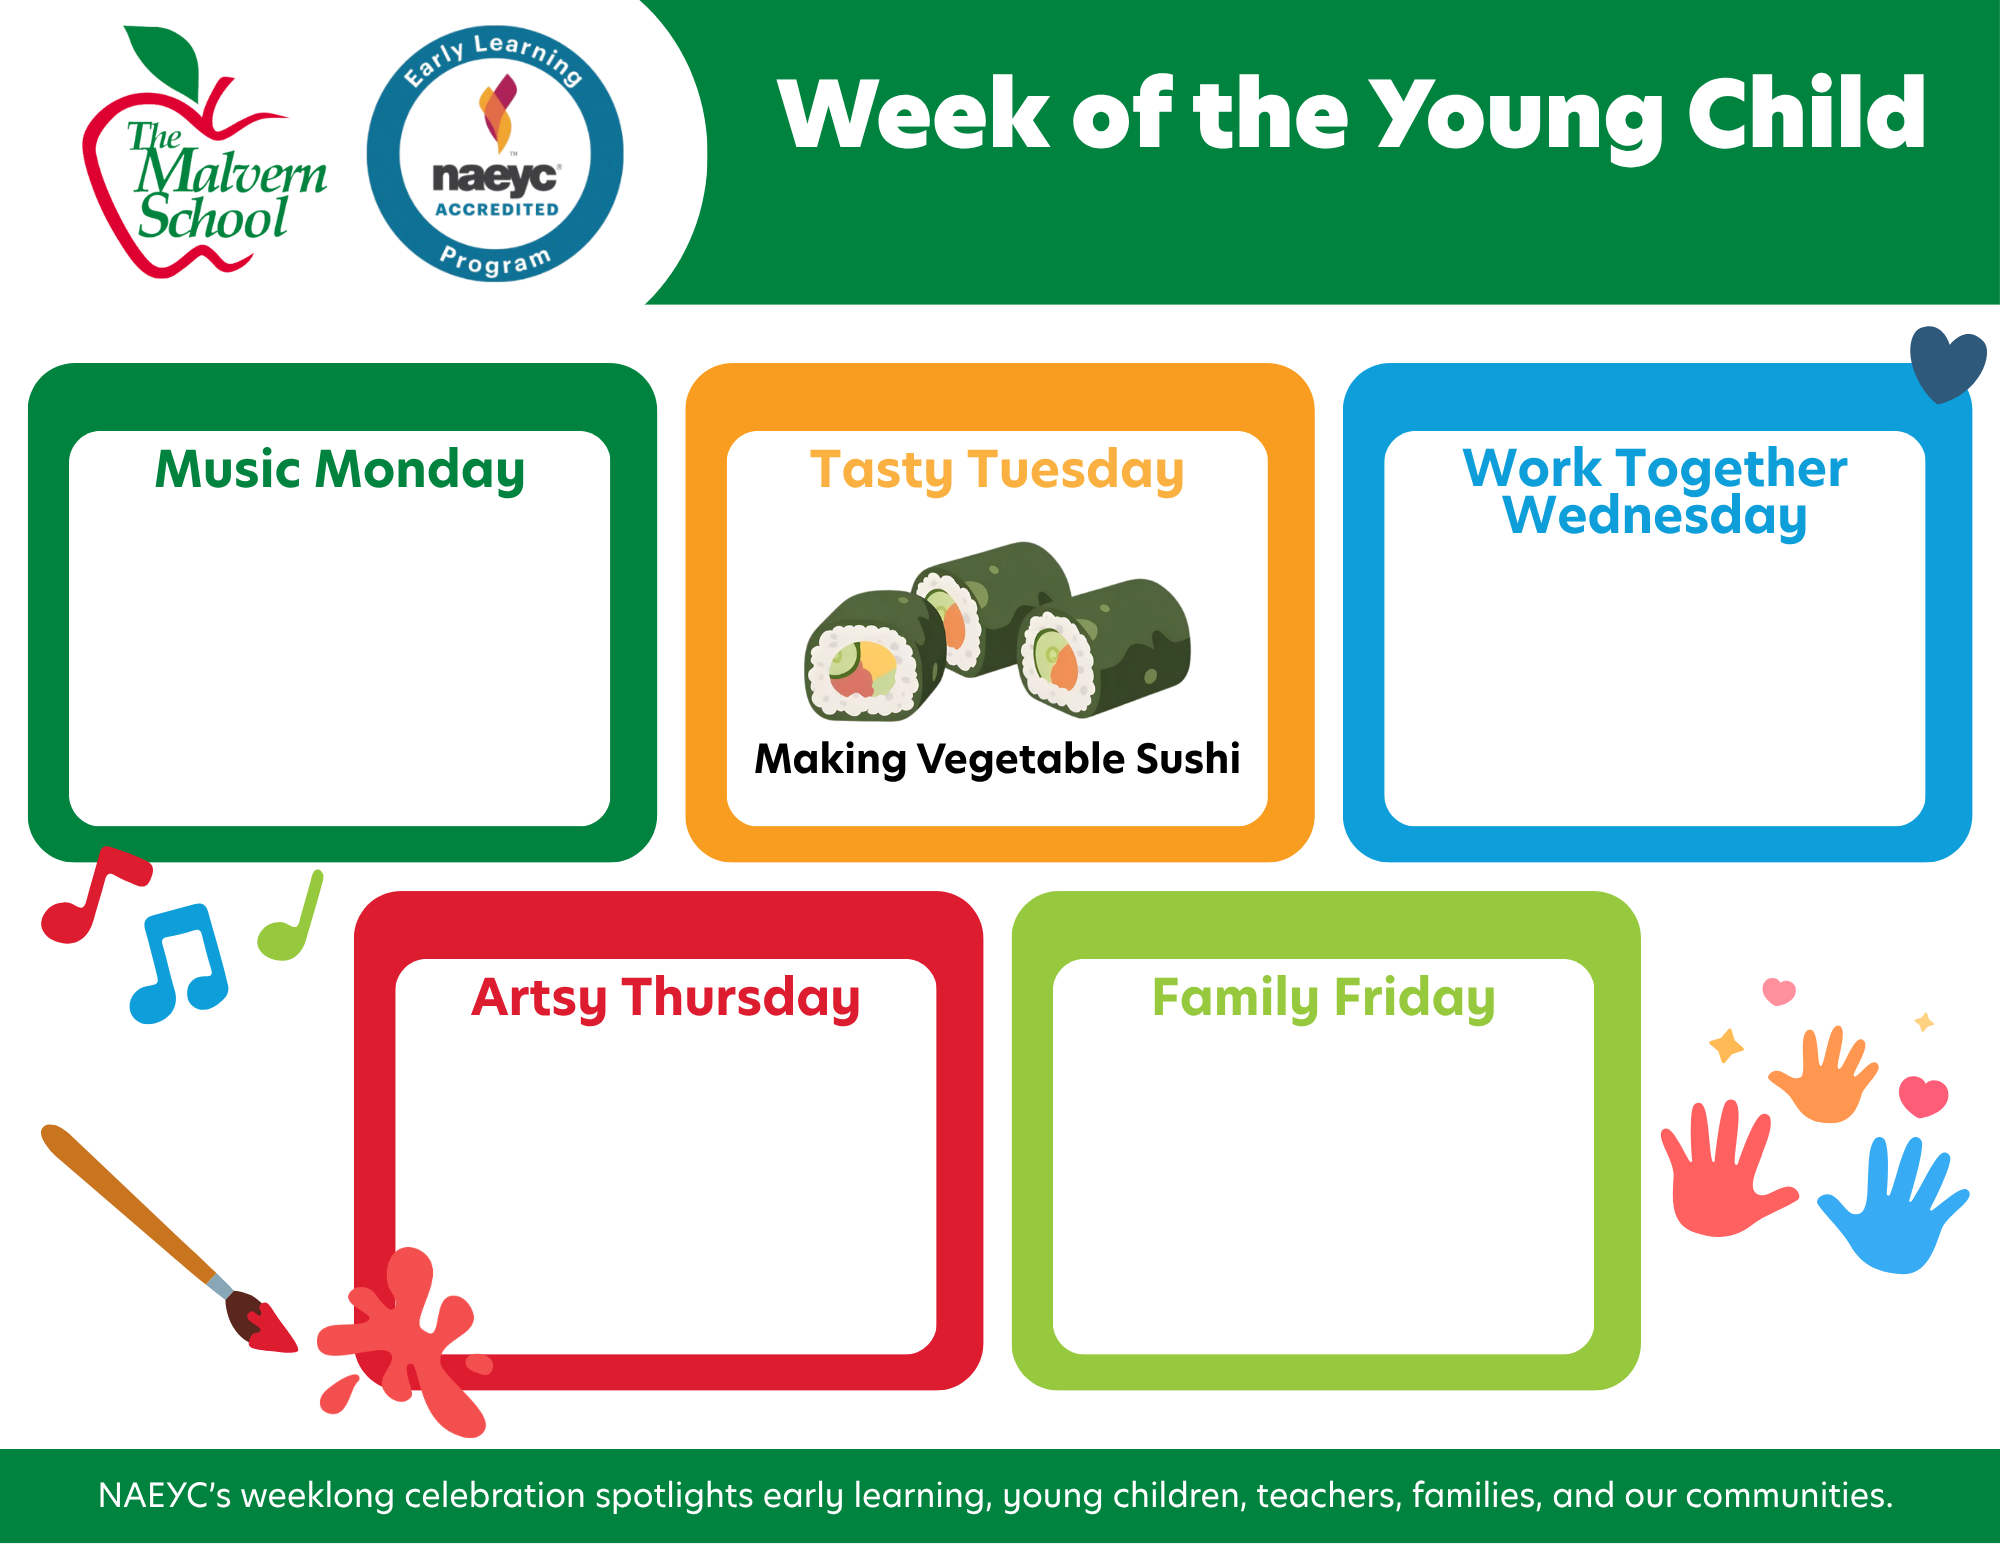 The
Malvern
School
Early Learning
naeyc®
ACCREDITED
Program
Week of the Young Child
Music Monday
Tasty Tuesday
Making Vegetable Sushi
Work Together
Wednesday
Artsy Thursday
Family Friday
NAEYC's weeklong celebration spotlights early learning, young children, teachers, families, and our communities.